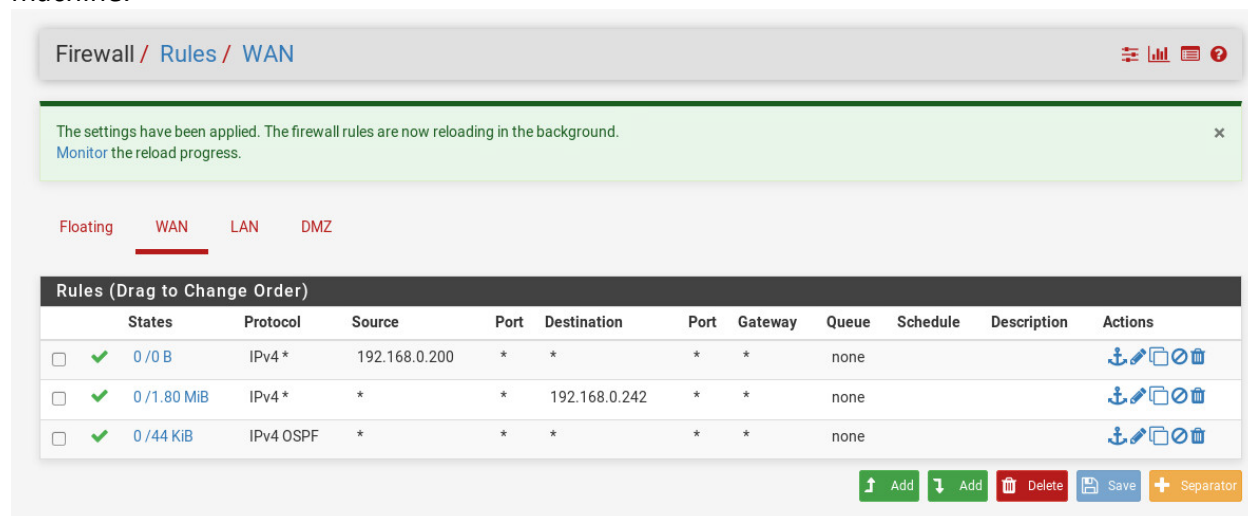 machine.
Firewall / Rules / WAN
The settings have been applied. The firewall rules are now reloading in the background.
Monitor the reload progress.
Floating WAN LAN DMZ
Rules (Drag to Change Order)
States Protocol Source Port Destination Port Gateway Queue Schedule Description Actions
0 /0 B IPv4 * 192.168.0.200 * * * * none
0 /1.80 MiB IPv4 * * * 192.168.0.242 * * none
0 /44 KiB IPv4 OSPF * * * * * none
Add Add Delete Save Separator